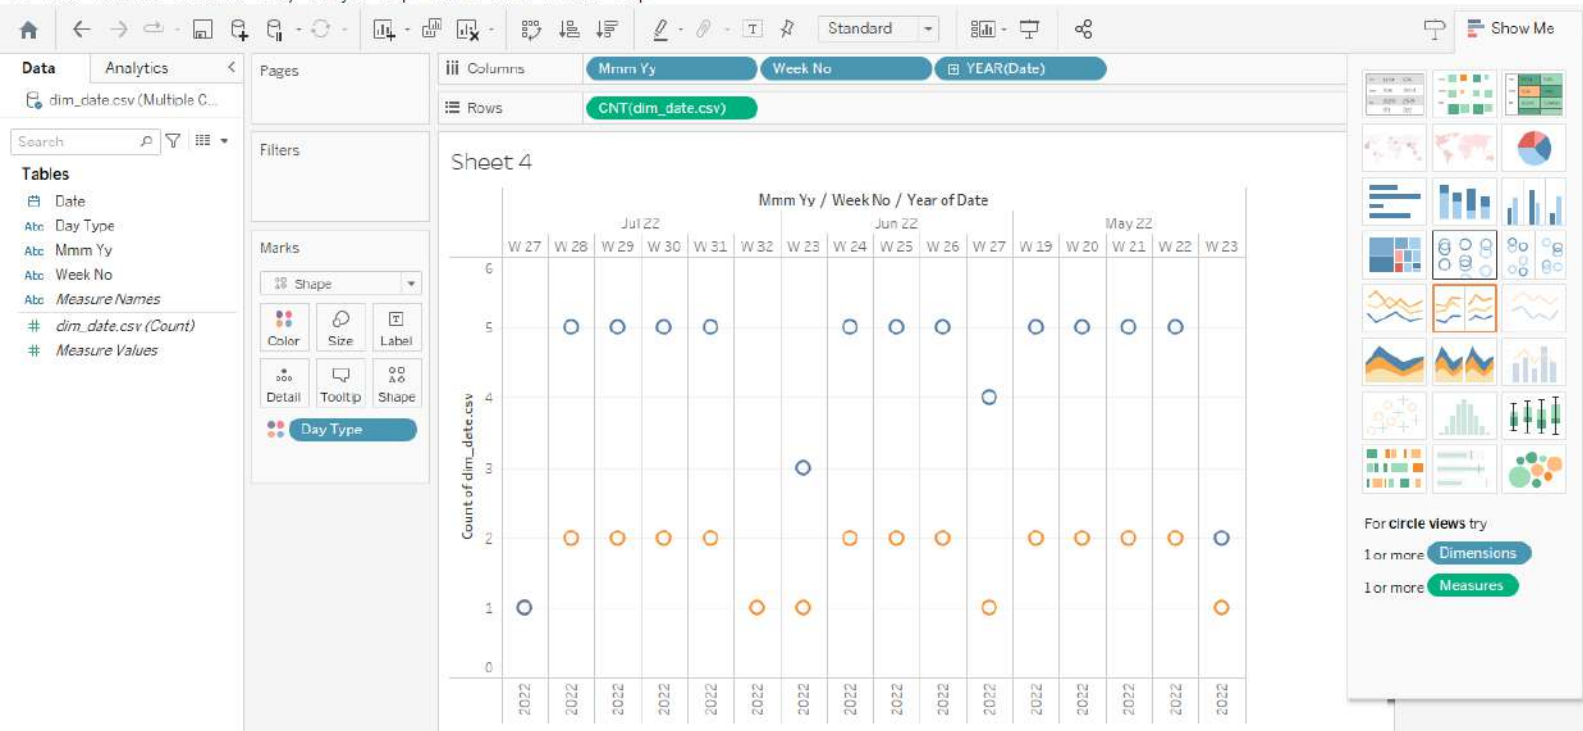 Standard
Show Me
Data
Analytics
dim_date.csv (Multiple C...
Search
Tables
Date
Abc Day Type
Abc Mmm Yy
Abc Week No
Abc Measure Names
# dim_date.csv (Count)
# Measure Values
Pages
Filters
Marks
Shape
Color Size Label
Detail Tooltip Shape
Day Type
Columns
Mmm Yy
Week No
YEAR(Date)
Rows
CNT(dim_date.csv)
Sheet 4
Mmm Yy / Week No / Year of Date
Jul 22 Jun 22 May 22
W 27 W 28 W 29 W 30 W 31 W 32 W 23 W 24 W 25 W 26 W 27 W 19 W 20 W 21 W 22 W 23
Count of dim_date.csv
6
5
4
3
2
1
0
2022 2022 2022 2022 2022 2022 2022 2022 2022 2022 2022 2022 2022 2022 2022 2022
For circle views try
1 or more Dimensions
1 or more Measures